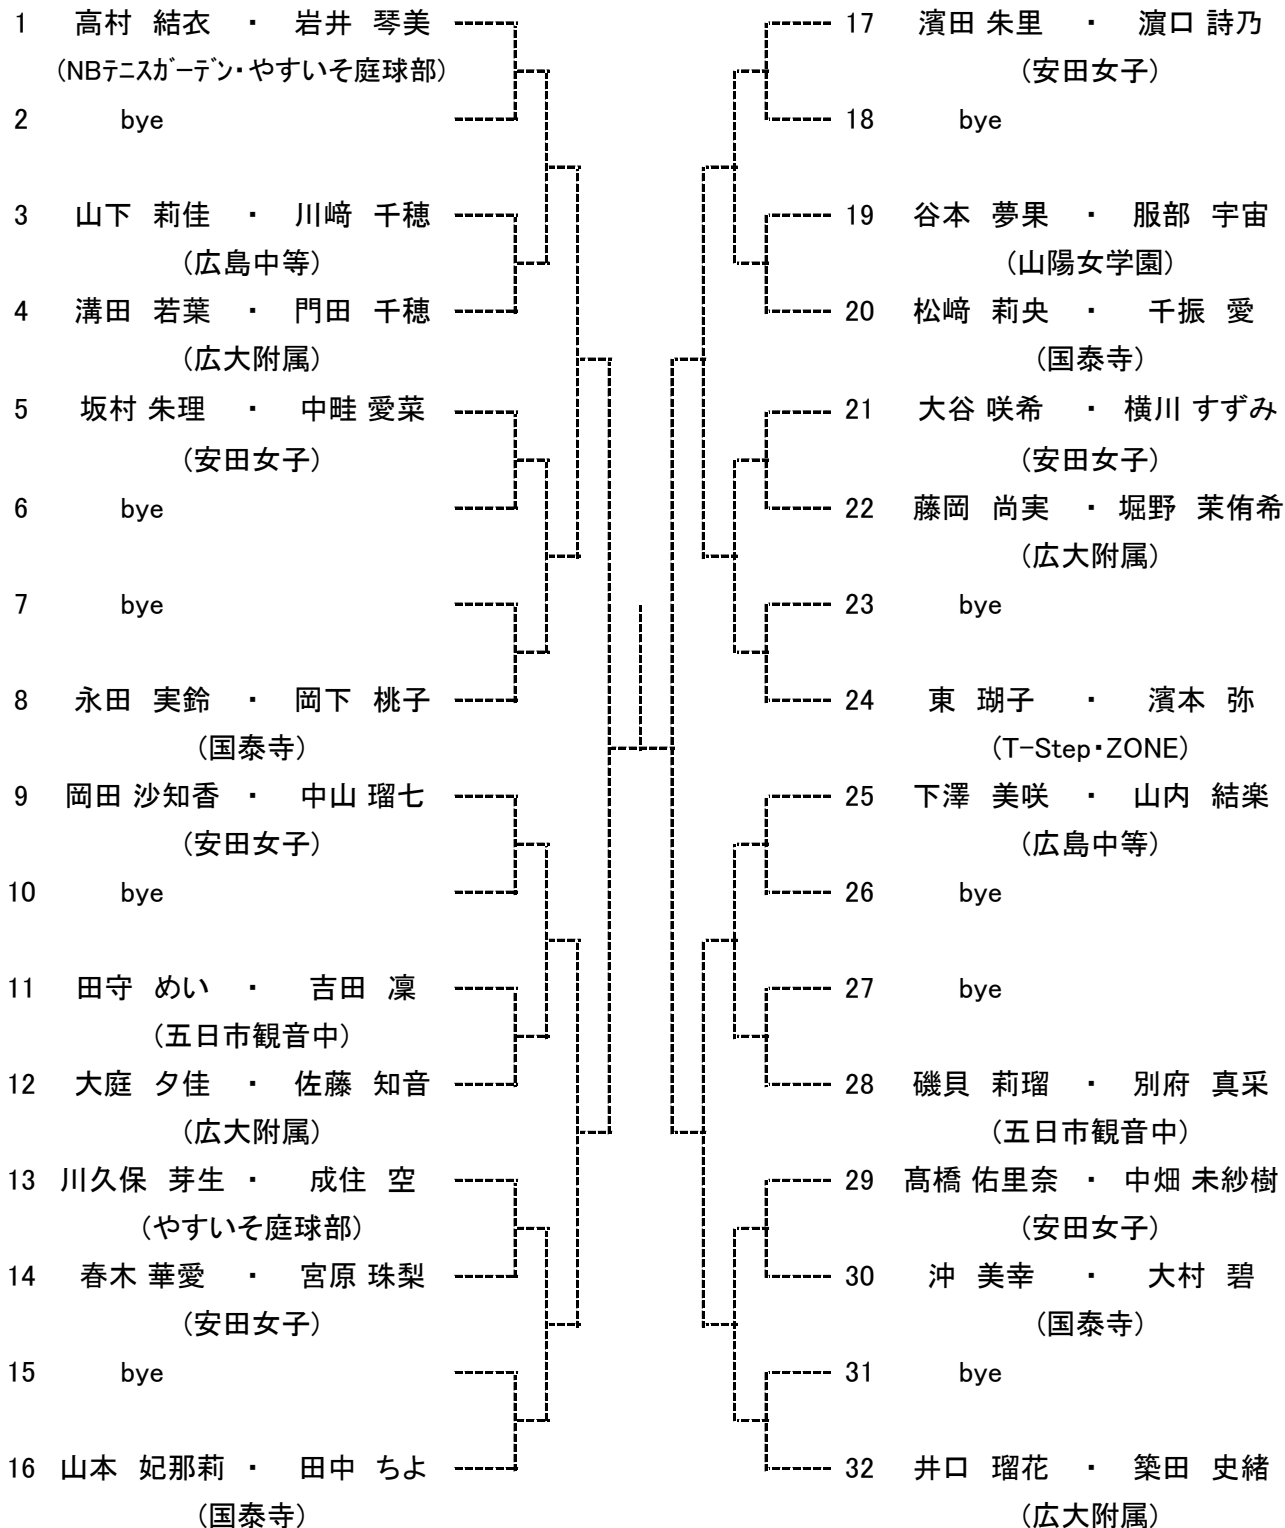 1 高村 結衣 ・ 岩井 琴美
(NBテニスガーデン・やすいそ庭球部)
2 bye
3 山下 莉佳 ・ 川﨑 千穂
(広島中等)
4 溝田 若葉 ・ 門田 千穂
(広大附属)
5 坂村 朱理 ・ 中畦 愛菜
(安田女子)
6 bye
7 bye
8 永田 実鈴 ・ 岡下 桃子
(国泰寺)
9 岡田 沙知香 ・ 中山 瑠七
(安田女子)
10 bye
11 田守 めい ・ 吉田 凜
(五日市観音中)
12 大庭 夕佳 ・ 佐藤 知音
(広大附属)
13 川久保 芽生 ・ 成住 空
(やすいそ庭球部)
14 春木 華愛 ・ 宮原 珠梨
(安田女子)
15 bye
16 山本 妃那莉 ・ 田中 ちよ
(国泰寺)
17 濱田 朱里 ・ 濵口 詩乃
(安田女子)
18 bye
19 谷本 夢果 ・ 服部 宇宙
(山陽女学園)
20 松﨑 莉央 ・ 千振 愛
(国泰寺)
21 大谷 咲希 ・ 横川 すずみ
(安田女子)
22 藤岡 尚実 ・ 堀野 茉侑希
(広大附属)
23 bye
24 東 瑚子 ・ 濱本 弥
(T-Step・ZONE)
25 下澤 美咲 ・ 山内 結楽
(広島中等)
26 bye
27 bye
28 磯貝 莉瑠 ・ 別府 真采
(五日市観音中)
29 髙橋 佑里奈 ・ 中畑 未紗樹
(安田女子)
30 沖 美幸 ・ 大村 碧
(国泰寺)
31 bye
32 井口 瑠花 ・ 築田 史緒
(広大附属)